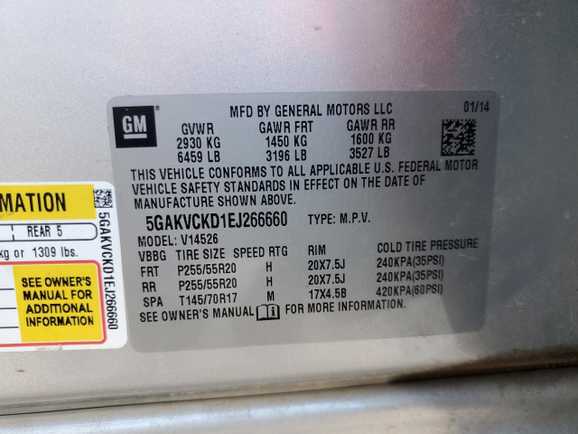 GM
MFD BY GENERAL MOTORS LLC 01/14
GVWR GAWR FRT GAWR RR
2930 KG 1450 KG 1600 KG
6459 LB 3196 LB 3527 LB
THIS VEHICLE CONFORMS TO ALL APPLICABLE U.S. FEDERAL MOTOR
VEHICLE SAFETY STANDARDS IN EFFECT ON THE DATE OF
MANUFACTURE SHOWN ABOVE.
5GAKVCKD1EJ266660 TYPE: M.P.V.
MODEL: V14526
VBBG TIRE SIZE SPEED RTG RIM COLD TIRE PRESSURE
FRT P255/55R20 H 20X7.5J 240KPA(35PSI)
RR P255/55R20 H 20X7.5J 240KPA(35PSI)
SPA T145/70R17 M 17X4.5B 420KPA(60PSI)
SEE OWNER'S MANUAL FOR MORE INFORMATION.
MATION
REAR 5
kg or 1309 lbs.
SEE OWNER'S
MANUAL FOR
ADDITIONAL
INFORMATION
5GAKVCKD1EJ266660